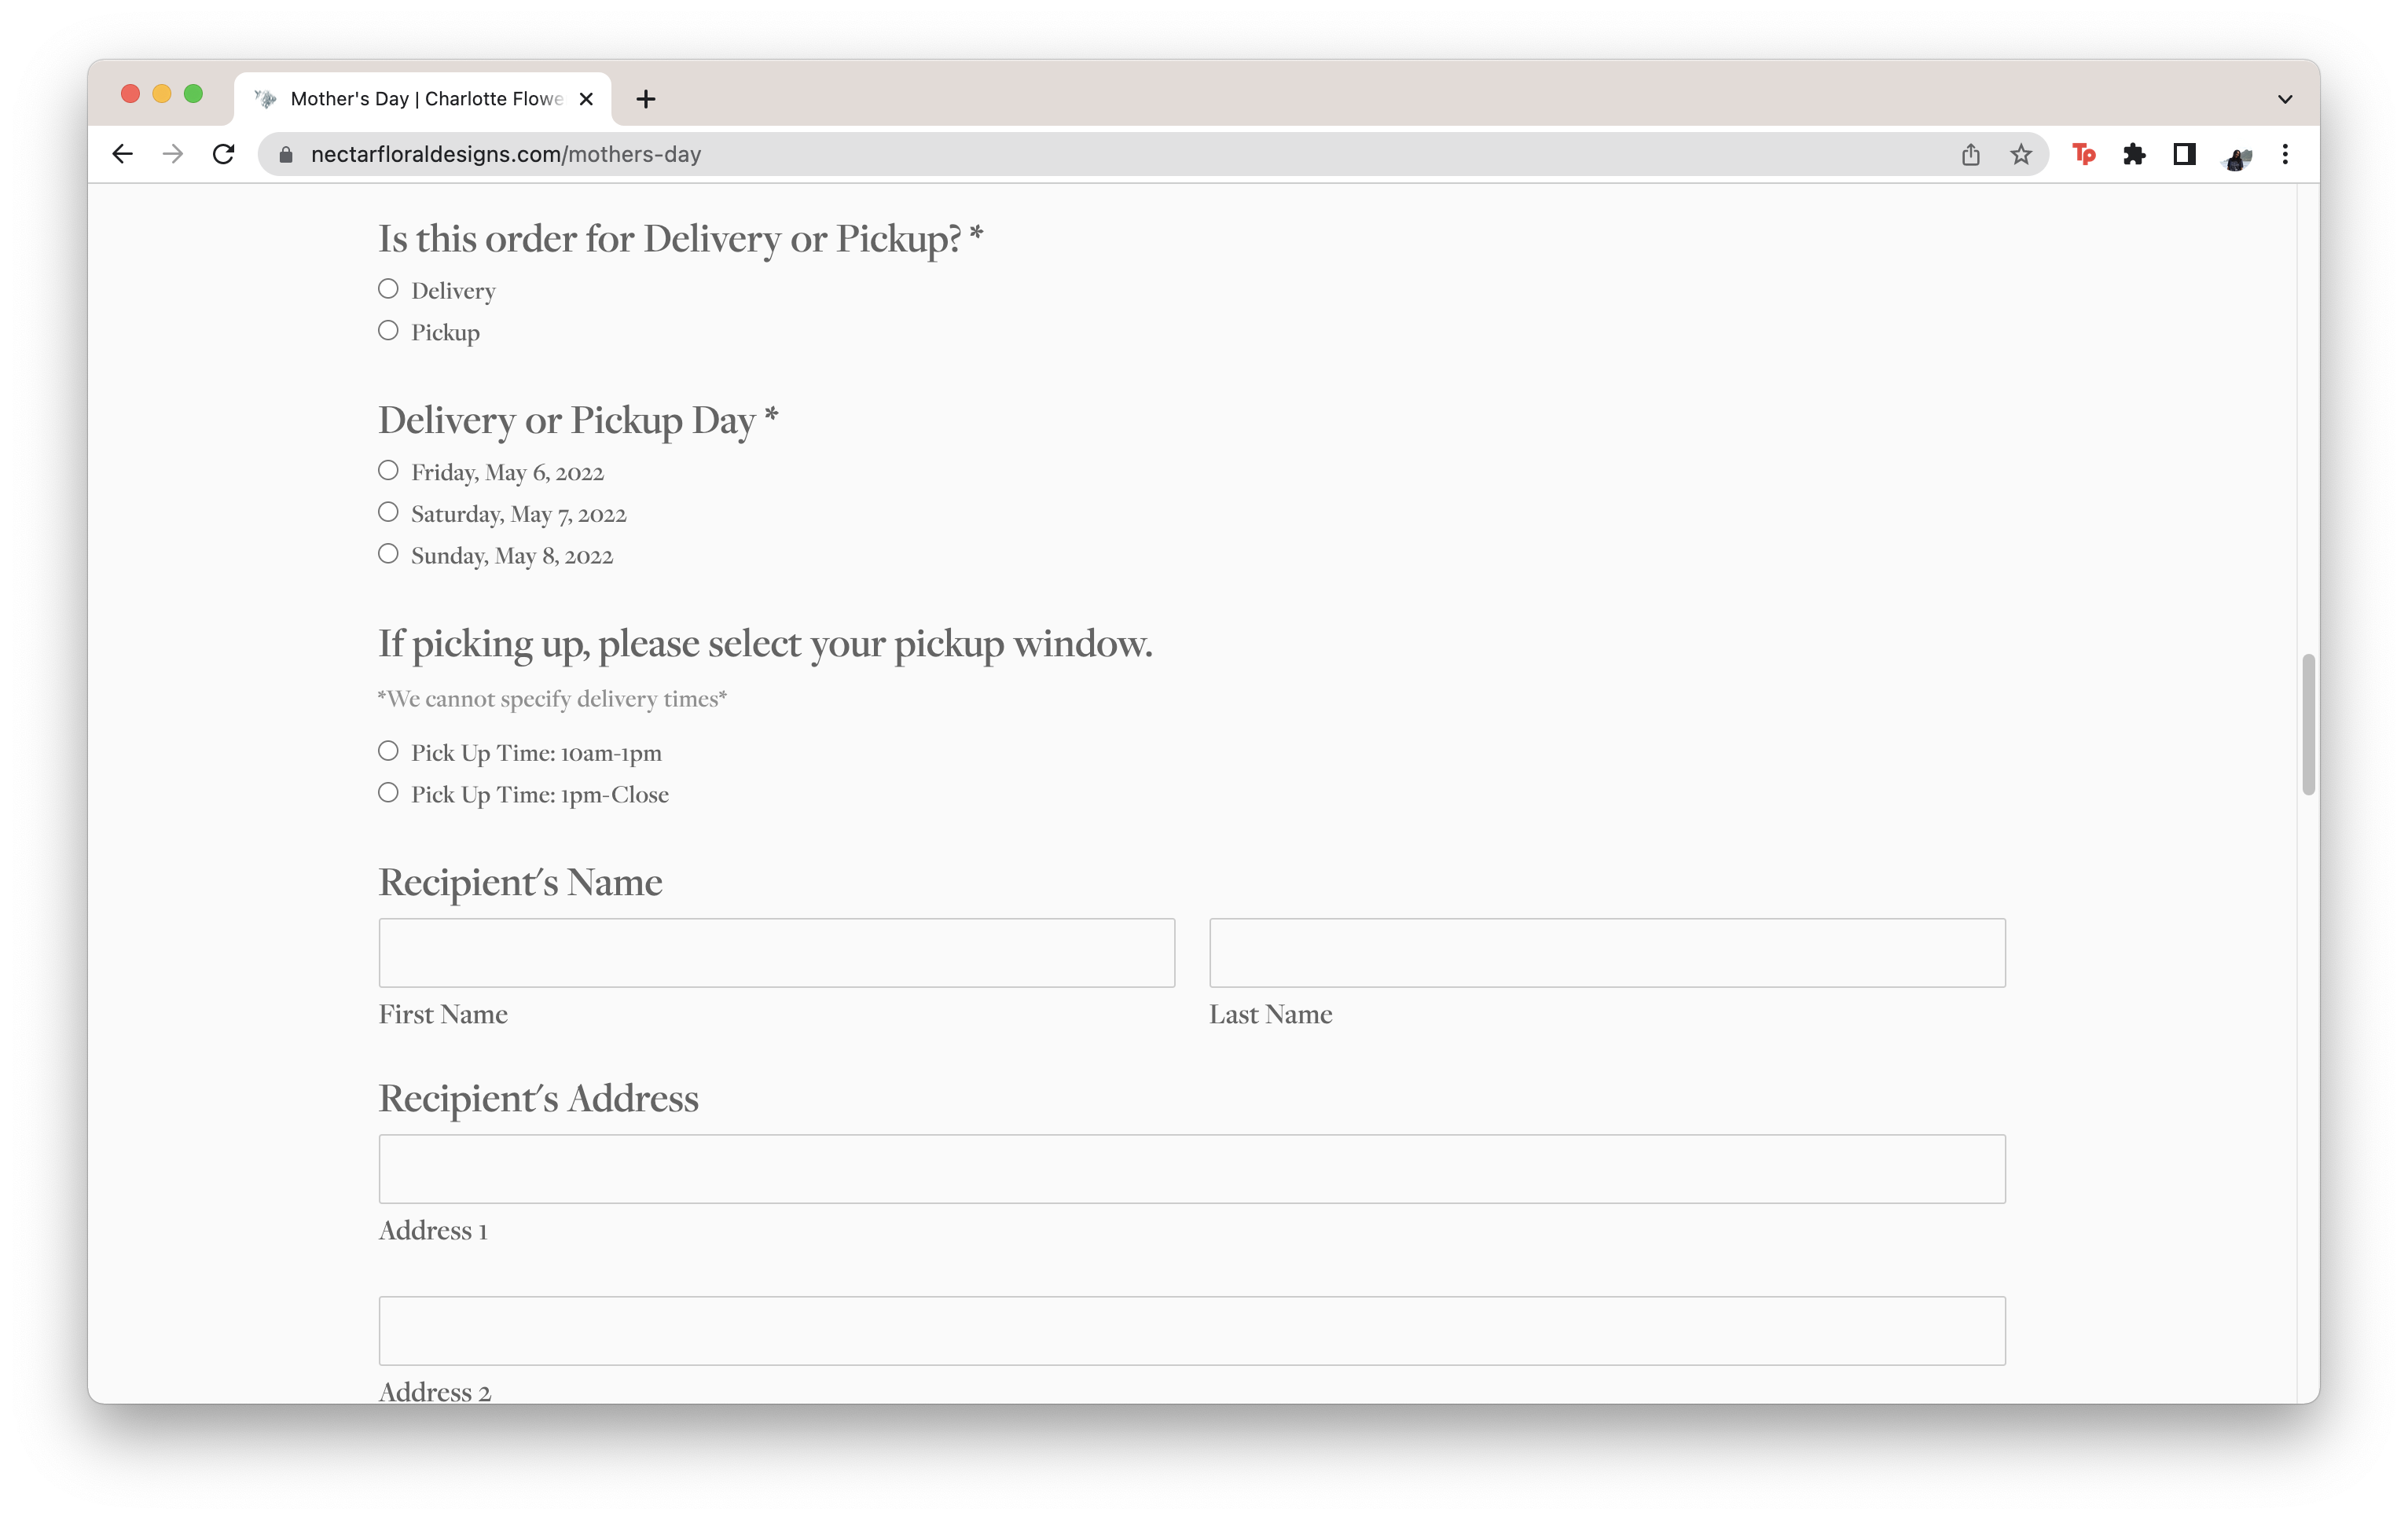 Mother's Day | Charlotte Flowe
nectarfloraldesigns.com/mothers-day
Tp
Is this order for Delivery or Pickup? *
Delivery
Pickup
Delivery or Pickup Day *
Friday, May 6, 2022
Saturday, May 7, 2022
Sunday, May 8, 2022
If picking up, please select your pickup window.
*We cannot specify delivery times*
Pick Up Time: 10am-1pm
Pick Up Time: 1pm-Close
Recipient's Name
First Name Last Name
Recipient's Address
Address 1
Address 2